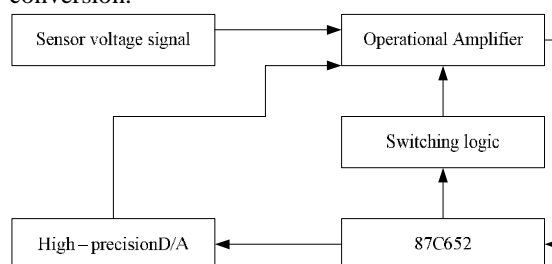 conversion.
Sensor voltage signal
Operational Amplifier
Switching logic
High－precisionD/A
87C652